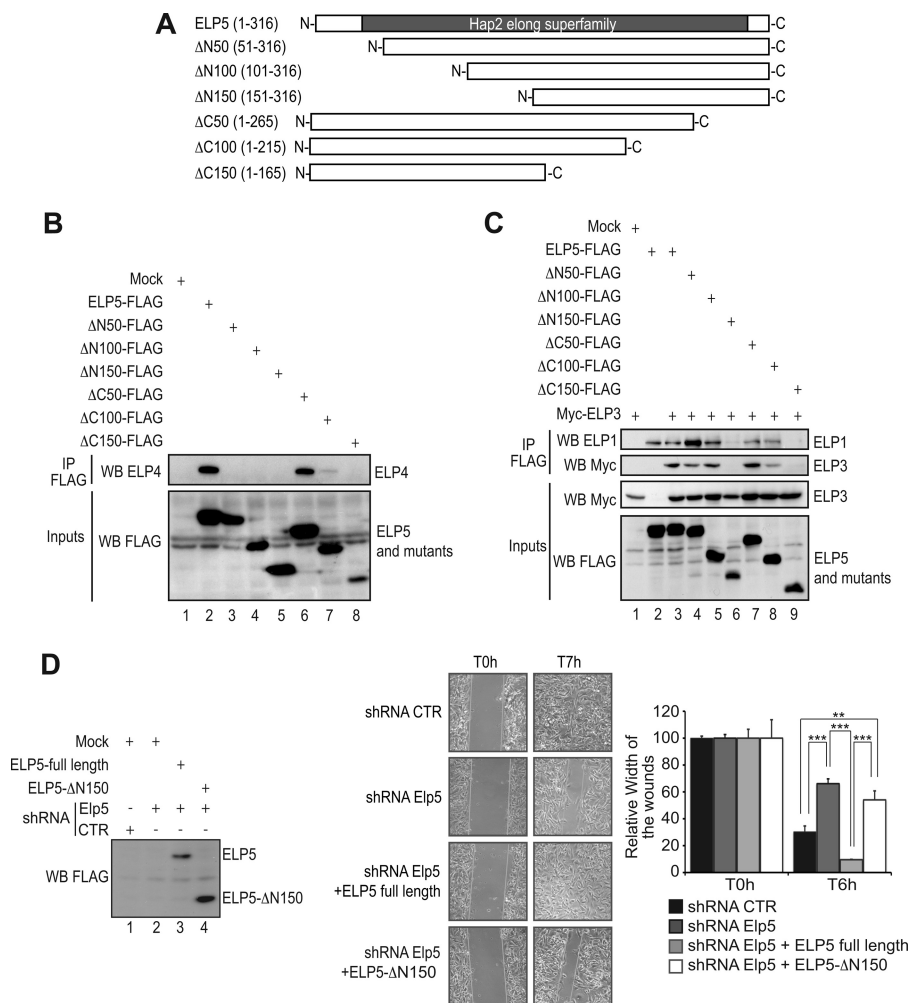 A
ELP5 (1-316) N- Hap2 elong superfamily -C
ΔN50 (51-316) N- -C
ΔN100 (101-316) N- -C
ΔN150 (151-316) N- -C
ΔC50 (1-265) N- -C
ΔC100 (1-215) N- -C
ΔC150 (1-165) N- -C
B
Mock +
ELP5-FLAG +
ΔN50-FLAG +
ΔN100-FLAG +
ΔN150-FLAG +
ΔC50-FLAG +
ΔC100-FLAG +
ΔC150-FLAG +
IP FLAG WB ELP4 ELP4
Inputs WB FLAG ELP5 and mutants
1 2 3 4 5 6 7 8
C
Mock +
ELP5-FLAG + +
ΔN50-FLAG +
ΔN100-FLAG +
ΔN150-FLAG +
ΔC50-FLAG +
ΔC100-FLAG +
ΔC150-FLAG +
Myc-ELP3 + + + + + + + +
IP FLAG WB ELP1 ELP1
WB Myc ELP3
Inputs WB Myc ELP3
WB FLAG ELP5 and mutants
1 2 3 4 5 6 7 8 9
D
Mock + +
ELP5-full length +
ELP5-ΔN150 +
shRNA Elp5 - + + +
CTR + - - -
WB FLAG ELP5
ELP5-ΔN150
1 2 3 4
T0h T7h
shRNA CTR
shRNA Elp5
shRNA Elp5
+ELP5 full length
shRNA Elp5
+ELP5-ΔN150
Relative Width of
the wounds
120
100
80
60
40
20
0
**
***
*** ***
T0h T6h
shRNA CTR
shRNA Elp5
shRNA Elp5 + ELP5 full length
shRNA Elp5 + ELP5-ΔN150